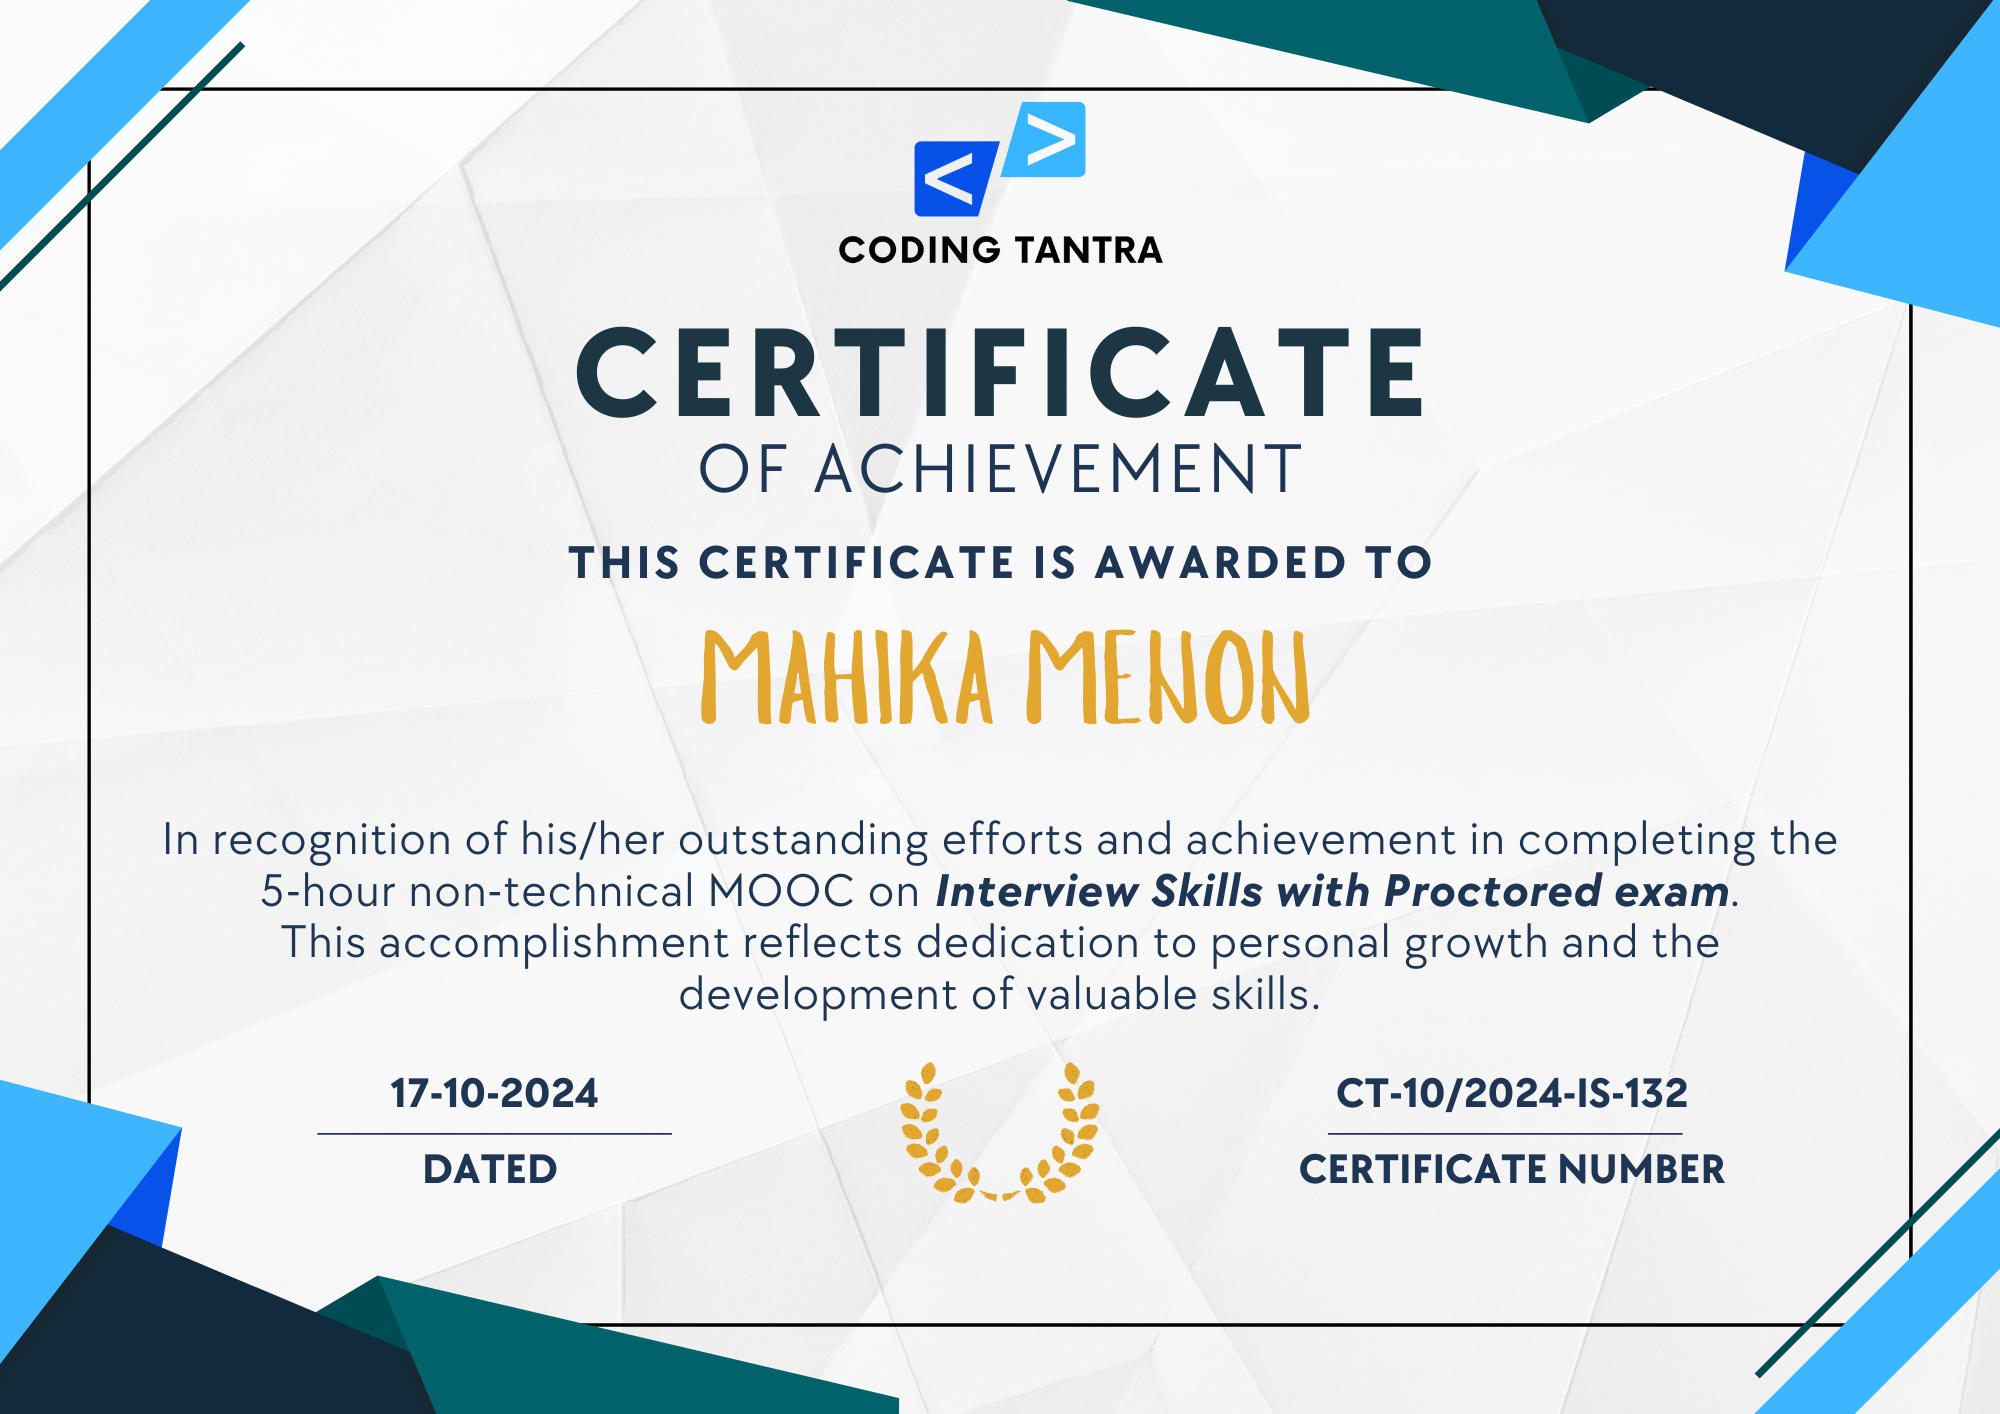 < >
CODING TANTRA
CERTIFICATE
OF ACHIEVEMENT
THIS CERTIFICATE IS AWARDED TO
MAHIKA MENON
In recognition of his/her outstanding efforts and achievement in completing the
5-hour non-technical MOOC on Interview Skills with Proctored exam.
This accomplishment reflects dedication to personal growth and the
development of valuable skills.
17-10-2024
DATED
CT-10/2024-IS-132
CERTIFICATE NUMBER